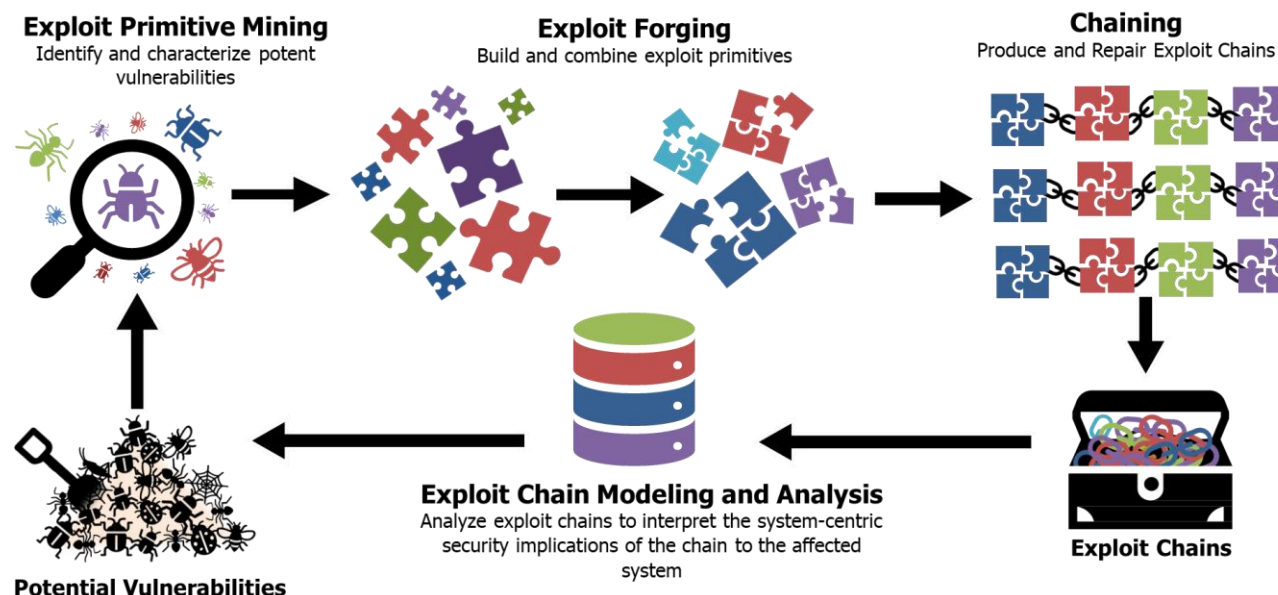 Exploit Primitive Mining
Identify and characterize potent
vulnerabilities
Exploit Forging
Build and combine exploit primitives
Chaining
Produce and Repair Exploit Chains
Exploit Chain Modeling and Analysis
Analyze exploit chains to interpret the system-centric
security implications of the chain to the affected
system
Exploit Chains
Potential Vulnerabilities